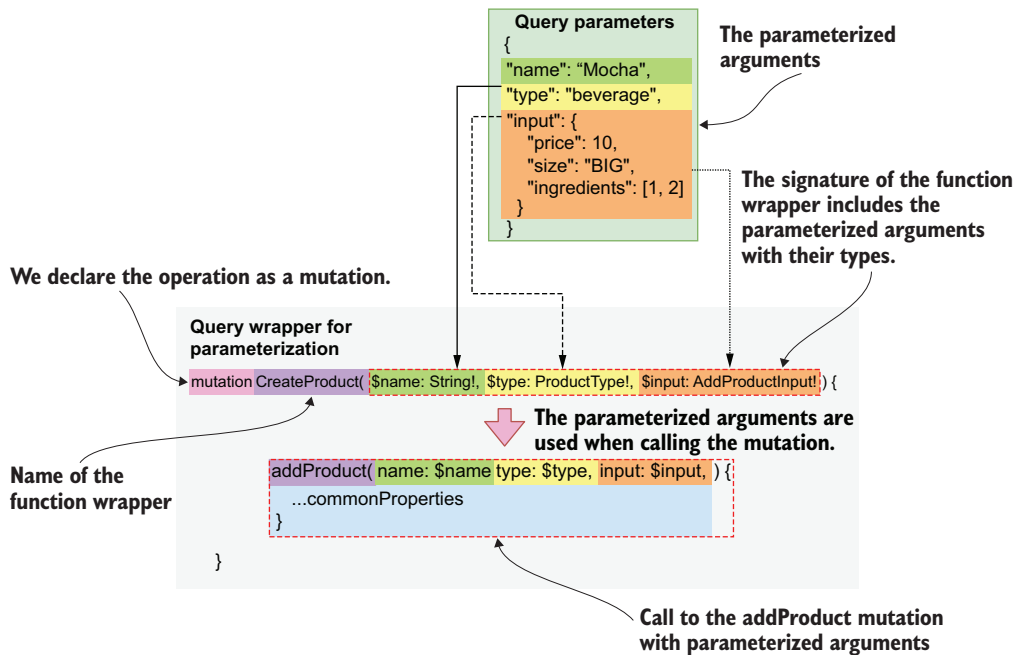 Query parameters
{
"name": “Mocha",
"type": "beverage",
"input": {
"price": 10,
"size": "BIG",
"ingredients": [1, 2]
}
}
The parameterized
arguments
The signature of the function
wrapper includes the
parameterized arguments
with their types.
We declare the operation as a mutation.
Query wrapper for
parameterization
mutation CreateProduct( $name: String!, $type: ProductType!, $input: AddProductInput! ) {
The parameterized arguments are
used when calling the mutation.
Name of the
function wrapper
addProduct( name: $name type: $type, input: $input, ) {
...commonProperties
}
}
Call to the addProduct mutation
with parameterized arguments